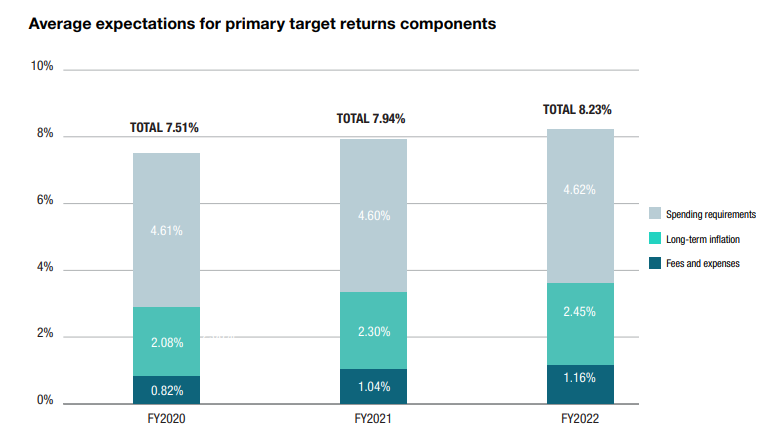 Average expectations for primary target returns components
10%
8%
6%
4%
2%
0%
TOTAL 7.51%
4.61%
2.08%
0.82%
FY2020
TOTAL 7.94%
4.60%
2.30%
1.04%
FY2021
TOTAL 8.23%
4.62%
2.45%
1.16%
FY2022
Spending requirements
Long-term inflation
Fees and expenses